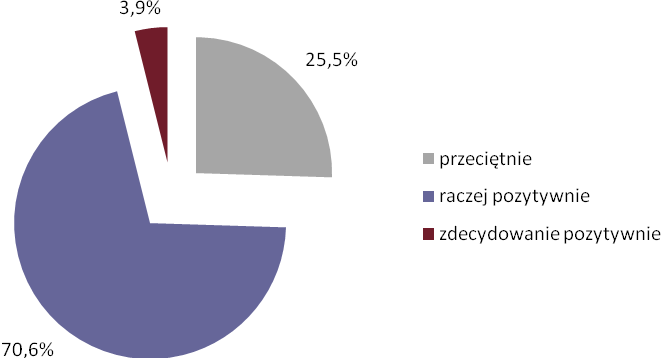 3,9%
25,5%
przeciętnie
raczej pozytywnie
zdecydowanie pozytywnie
70,6%